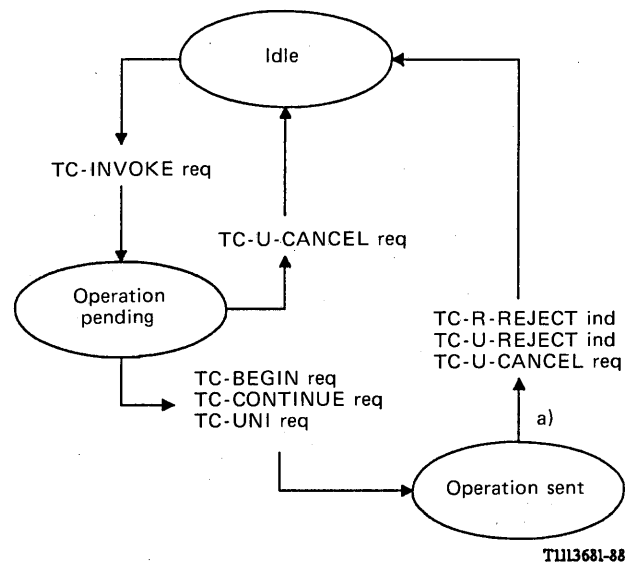 Idle
TC-INVOKE req
TC-U-CANCEL req
Operation
pending
TC-R-REJECT ind
TC-U-REJECT ind
TC-U-CANCEL req
TC-BEGIN req
TC-CONTINUE req
TC-UNI req
a)
Operation sent
T1113681-88